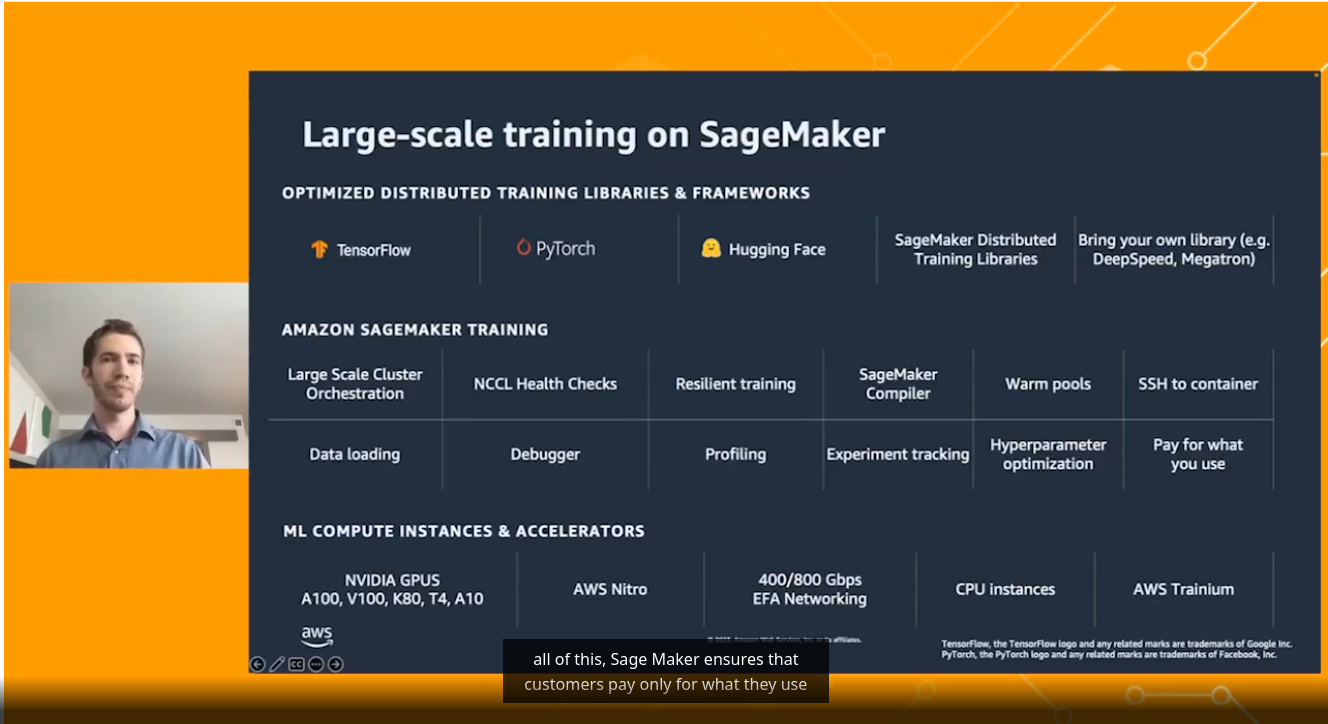 Large-scale training on SageMaker
OPTIMIZED DISTRIBUTED TRAINING LIBRARIES & FRAMEWORKS
TensorFlow
PyTorch
Hugging Face
SageMaker Distributed
Training Libraries
Bring your own library (e.g.
DeepSpeed, Megatron)
AMAZON SAGEMAKER TRAINING
Large Scale Cluster
Orchestration
NCCL Health Checks
Resilient training
SageMaker
Compiler
Warm pools
SSH to container
Data loading
Debugger
Profiling
Experiment tracking
Hyperparameter
optimization
Pay for what
you use
ML COMPUTE INSTANCES & ACCELERATORS
NVIDIA GPUS
A100, V100, K80, T4, A10
AWS Nitro
400/800 Gbps
EFA Networking
CPU instances
AWS Trainium
aws
Amazon Web Services, Inc. or its affiliates.
TensorFlow, the TensorFlow logo and any related marks are trademarks of Google Inc.
PyTorch, the PyTorch logo and any related marks are trademarks of Facebook, Inc.
CC
all of this, Sage Maker ensures that
customers pay only for what they use